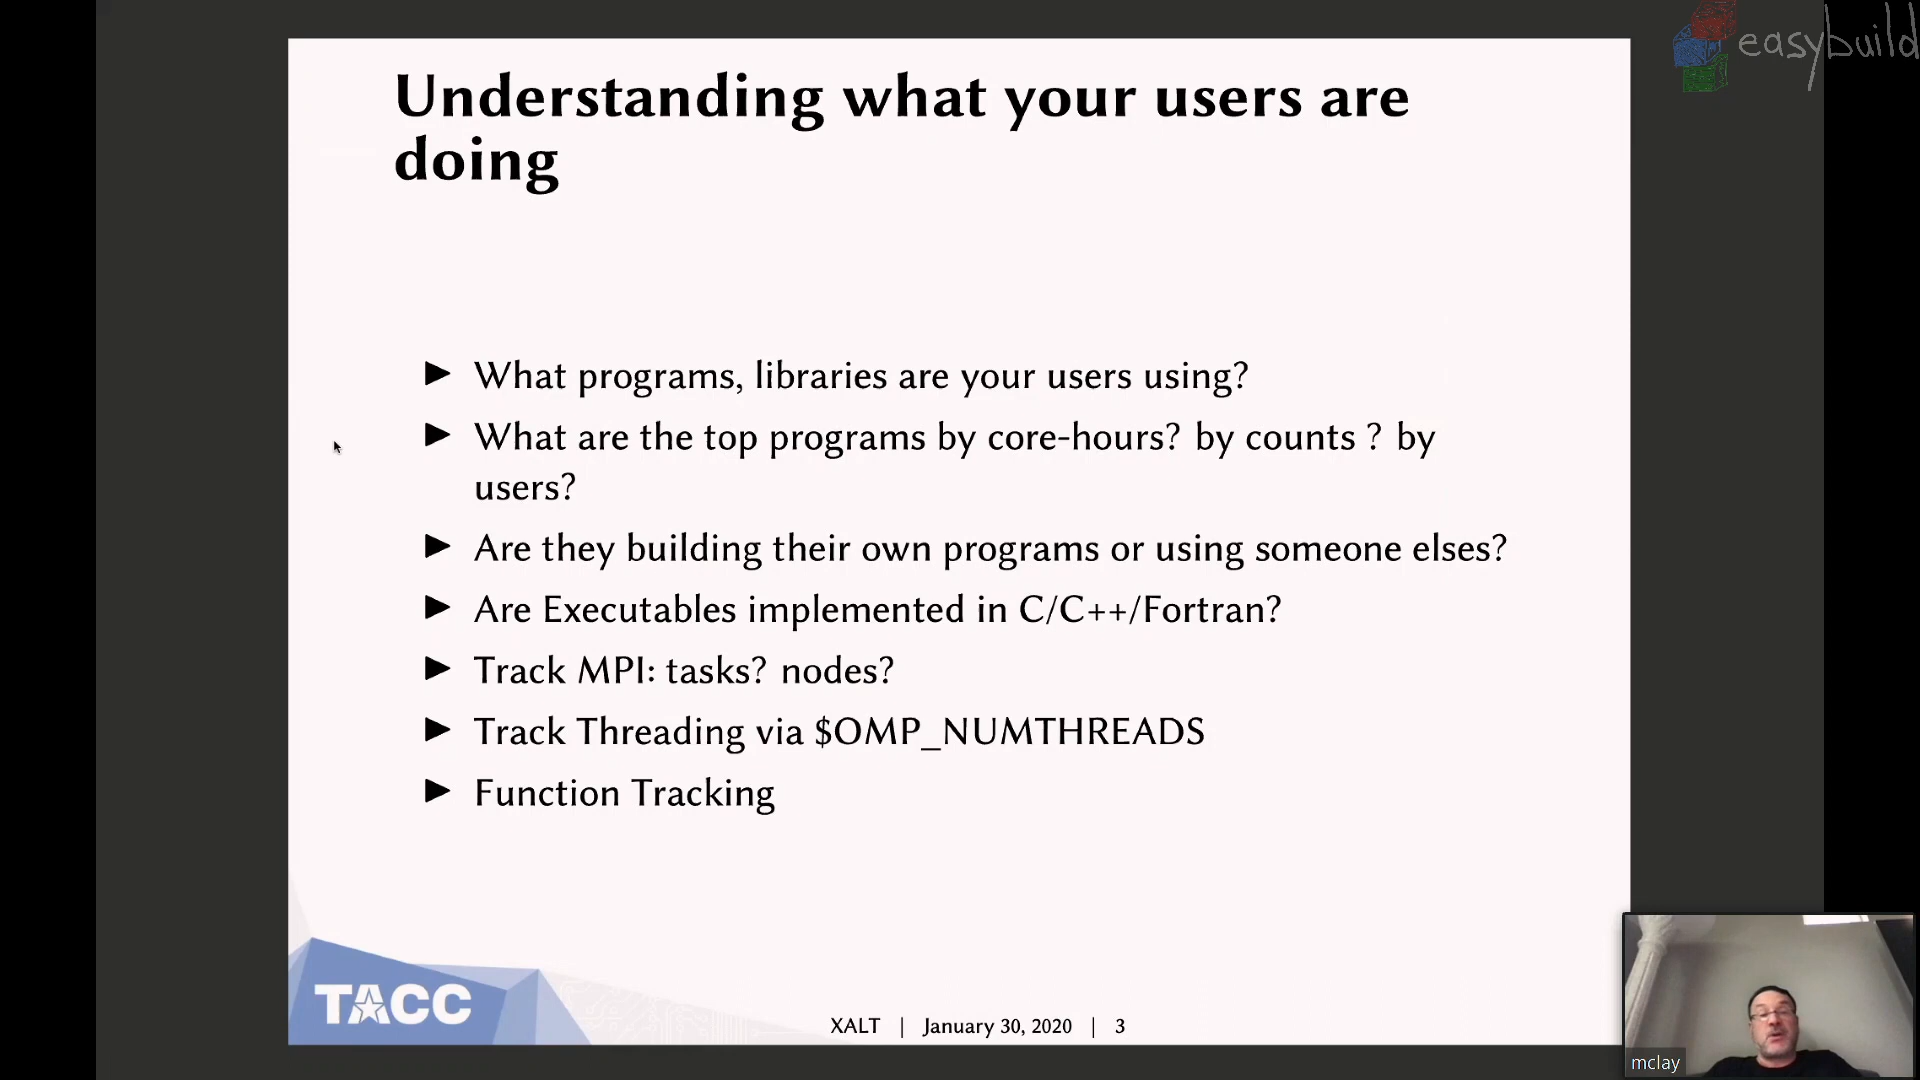 easybuild
Understanding what your users are
doing
What programs, libraries are your users using?
What are the top programs by core-hours? by counts ? by
users?
Are they building their own programs or using someone elses?
Are Executables implemented in C/C++/Fortran?
Track MPI: tasks? nodes?
Track Threading via $OMP_NUMTHREADS
Function Tracking
TACC
XALT | January 30, 2020 | 3
mclay